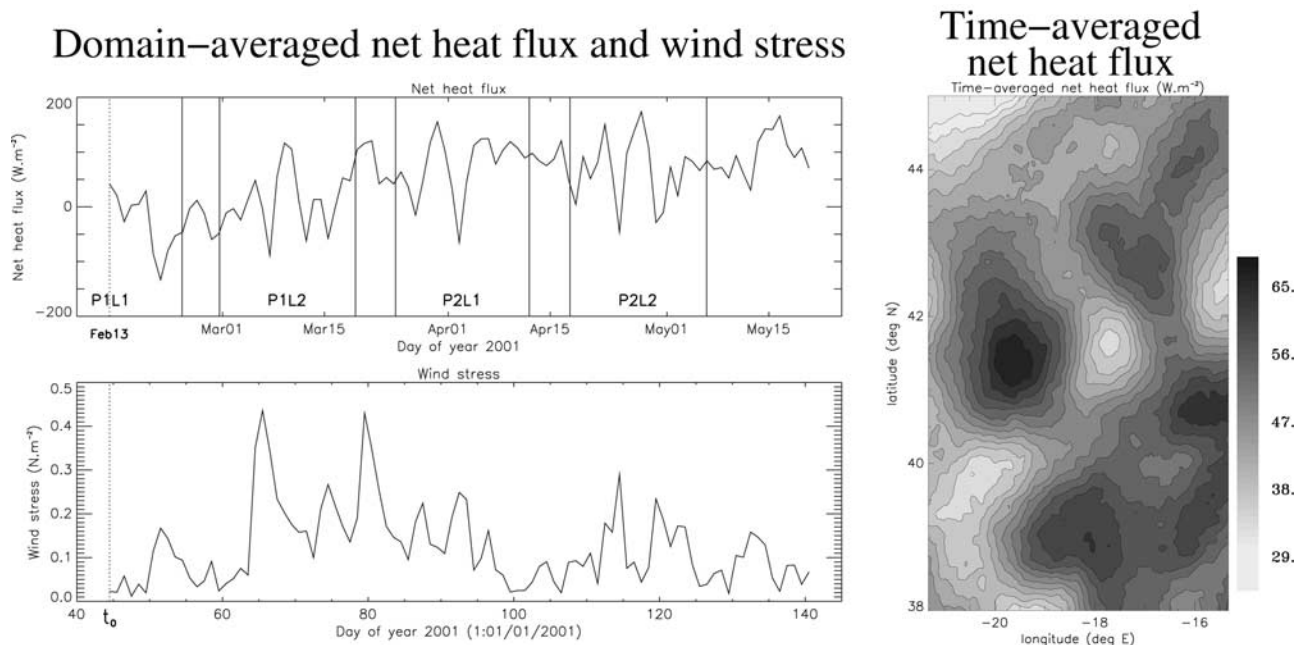 Domain-averaged net heat flux and wind stress
Net heat flux
Net heat flux (W.m⁻²)
200
100
0
-200
P1L1
P1L2
P2L1
P2L2
Feb13
Mar01
Mar15
Apr01
Apr15
May01
May15
Day of year 2001
Wind stress
Wind stress (N.m⁻²)
0.5
0.4
0.3
0.2
0.1
0.0
40
60
80
100
120
140
t₀
Day of year 2001 (1:01/01/2001)
Time-averaged
net heat flux
Time-averaged net heat flux (W.m⁻²)
latitude (deg N)
44
42
40
38
-20
-18
-16
longitude (deg E)
65.
56.
47.
38.
29.